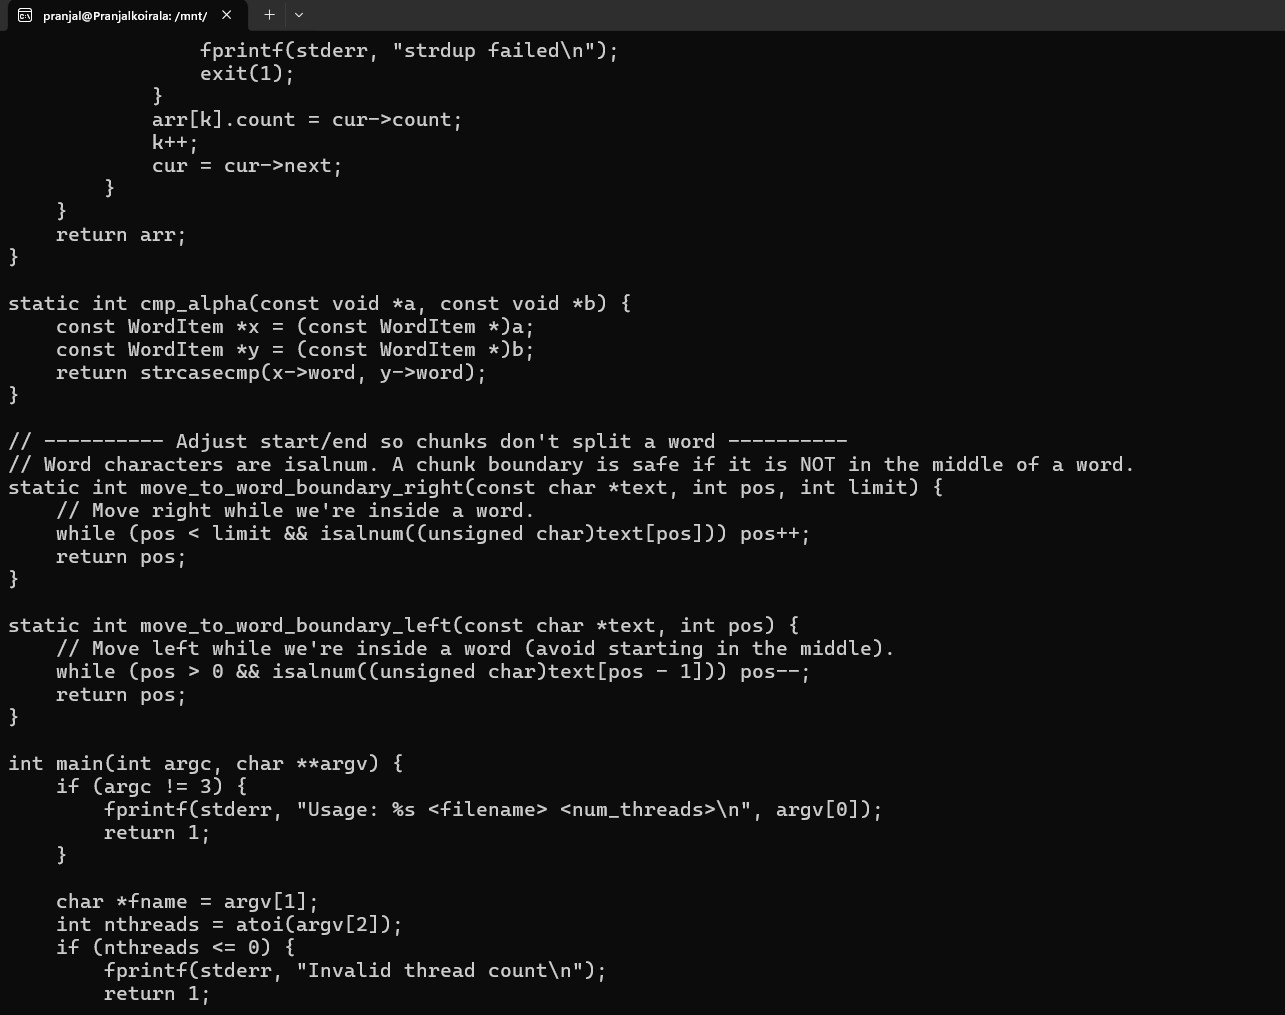 pranjal@Pranjalkoirala: /mnt/
                fprintf(stderr, "strdup failed\n");
                exit(1);
            }
            arr[k].count = cur->count;
            k++;
            cur = cur->next;
        }
    }
    return arr;
}

static int cmp_alpha(const void *a, const void *b) {
    const WordItem *x = (const WordItem *)a;
    const WordItem *y = (const WordItem *)b;
    return strcasecmp(x->word, y->word);
}

// ---------- Adjust start/end so chunks don't split a word ----------
// Word characters are isalnum. A chunk boundary is safe if it is NOT in the middle of a word.
static int move_to_word_boundary_right(const char *text, int pos, int limit) {
    // Move right while we're inside a word.
    while (pos < limit && isalnum((unsigned char)text[pos])) pos++;
    return pos;
}

static int move_to_word_boundary_left(const char *text, int pos) {
    // Move left while we're inside a word (avoid starting in the middle).
    while (pos > 0 && isalnum((unsigned char)text[pos - 1])) pos--;
    return pos;
}

int main(int argc, char **argv) {
    if (argc != 3) {
        fprintf(stderr, "Usage: %s <filename> <num_threads>\n", argv[0]);
        return 1;
    }

    char *fname = argv[1];
    int nthreads = atoi(argv[2]);
    if (nthreads <= 0) {
        fprintf(stderr, "Invalid thread count\n");
        return 1;